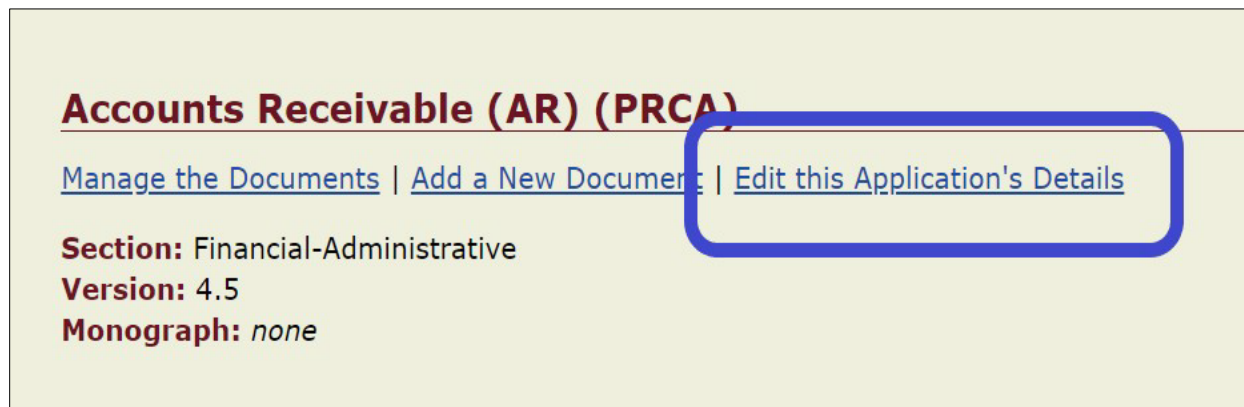 Accounts Receivable (AR) (PRCA)
Manage the Documents | Add a New Document | Edit this Application's Details
Section: Financial-Administrative
Version: 4.5
Monograph: none